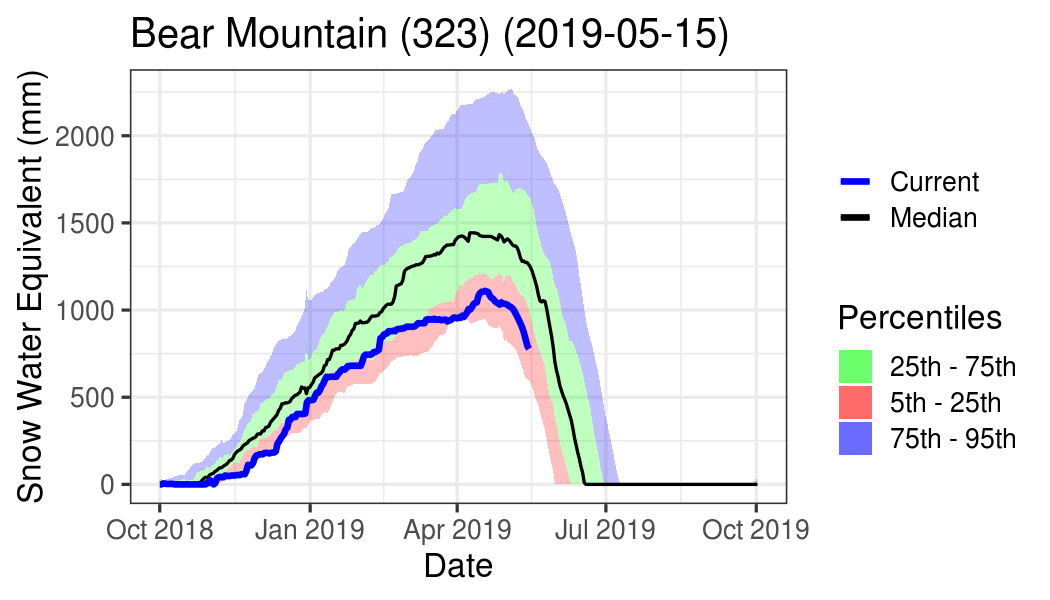 Bear Mountain (323) (2019-05-15)
Snow Water Equivalent (mm)
2000
1500
1000
500
0
Oct 2018
Jan 2019
Apr 2019
Jul 2019
Oct 2019
Date
Current
Median
Percentiles
25th - 75th
5th - 25th
75th - 95th